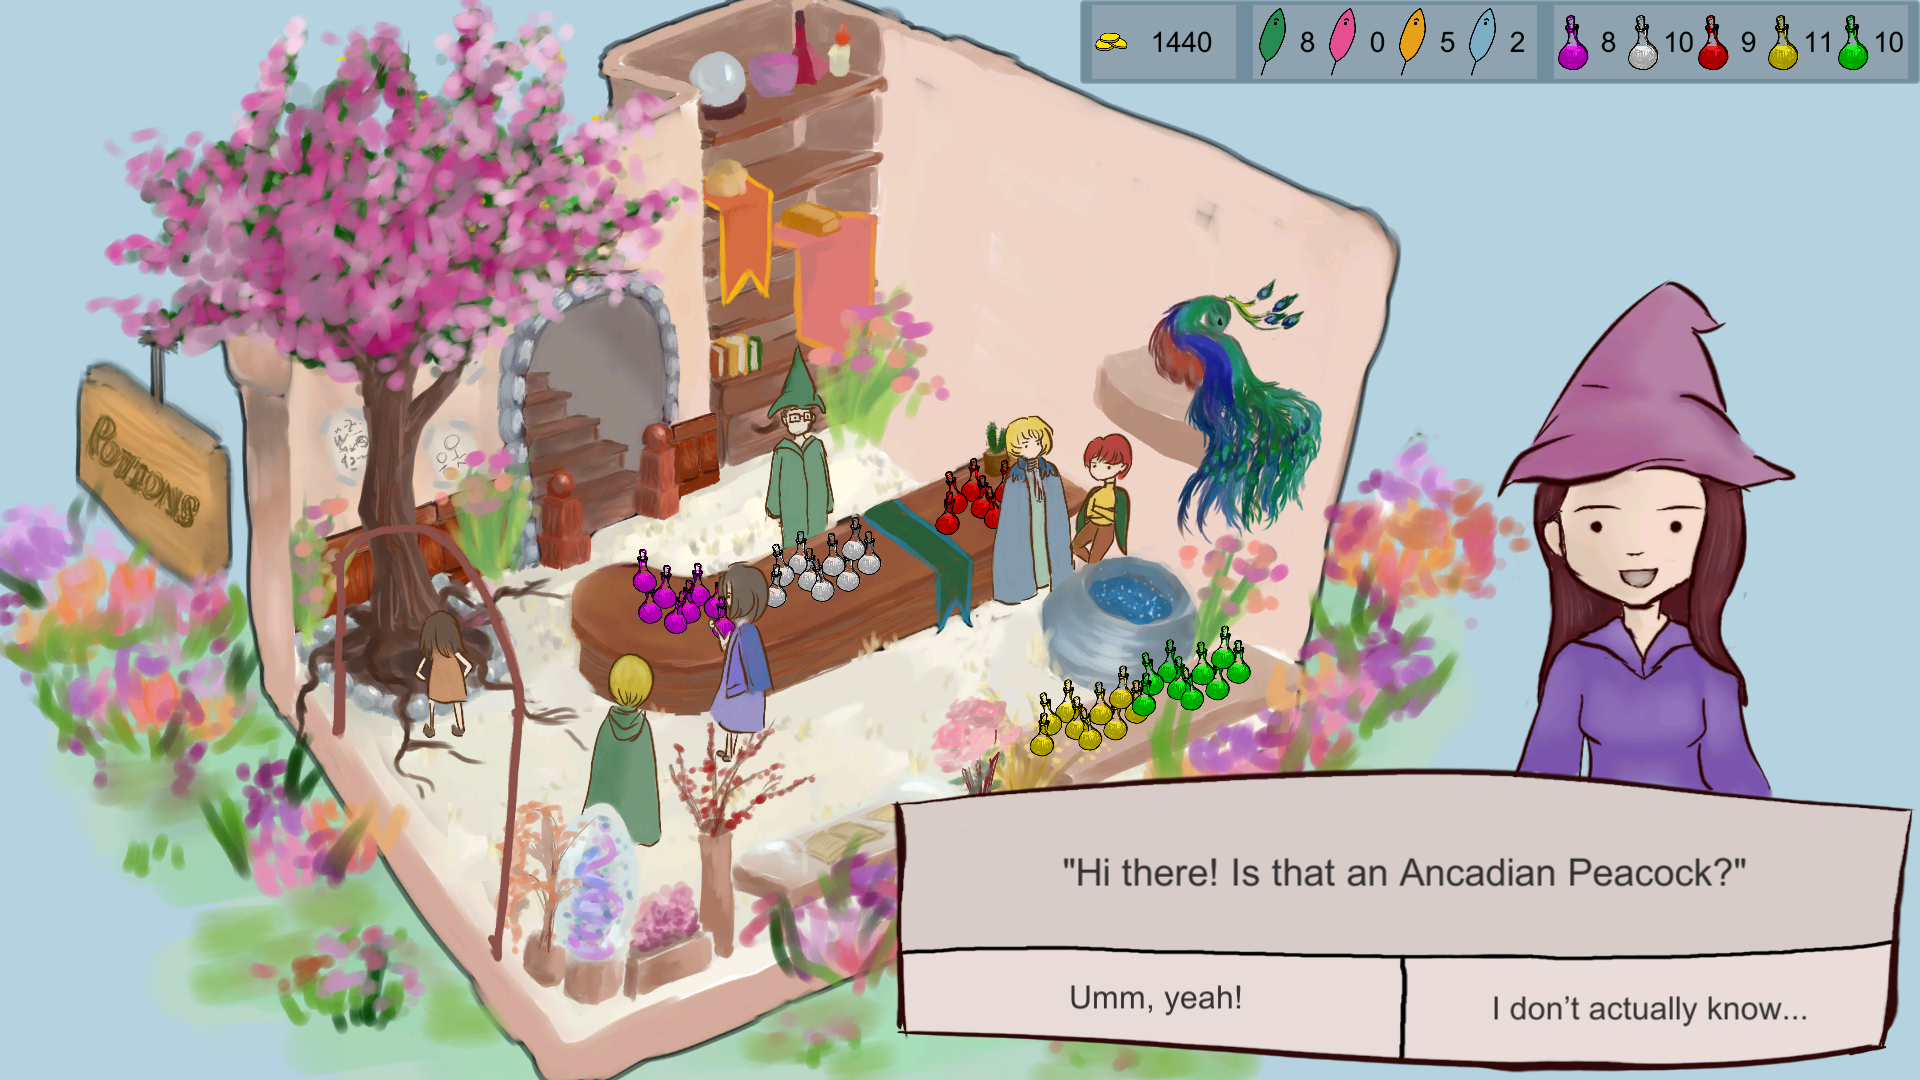 1440 8 0 5 2 8 10 9 11 10
POTIONS
"Hi there! Is that an Ancadian Peacock?"
Umm, yeah!
I don’t actually know...